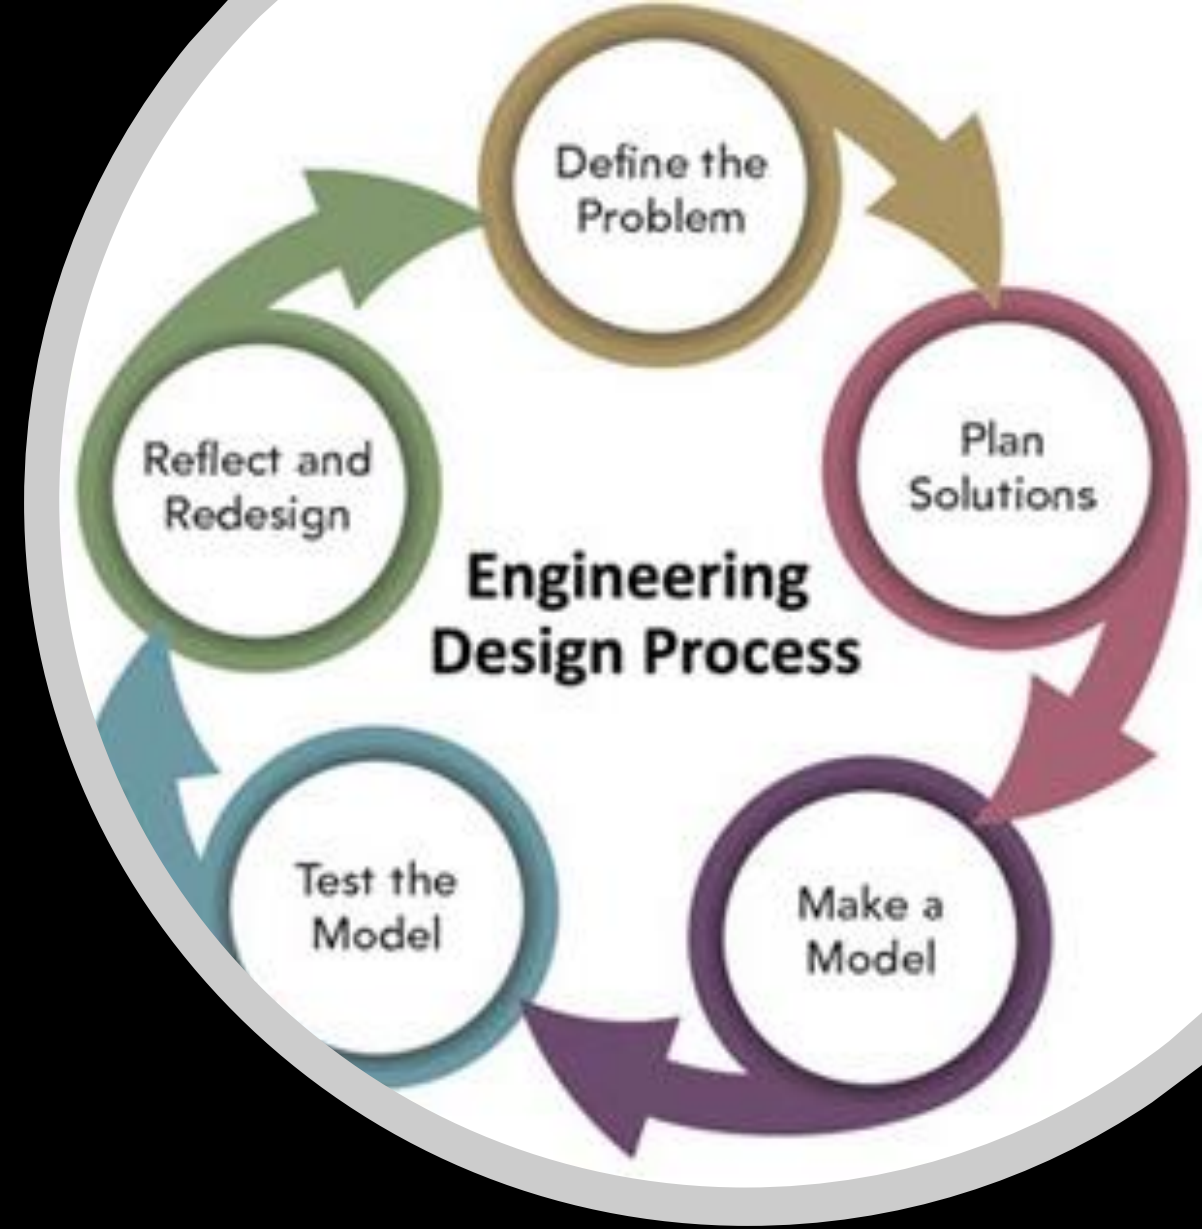 Define the
Problem
Plan
Solutions
Make a
Model
Test the
Model
Reflect and
Redesign
Engineering
Design Process